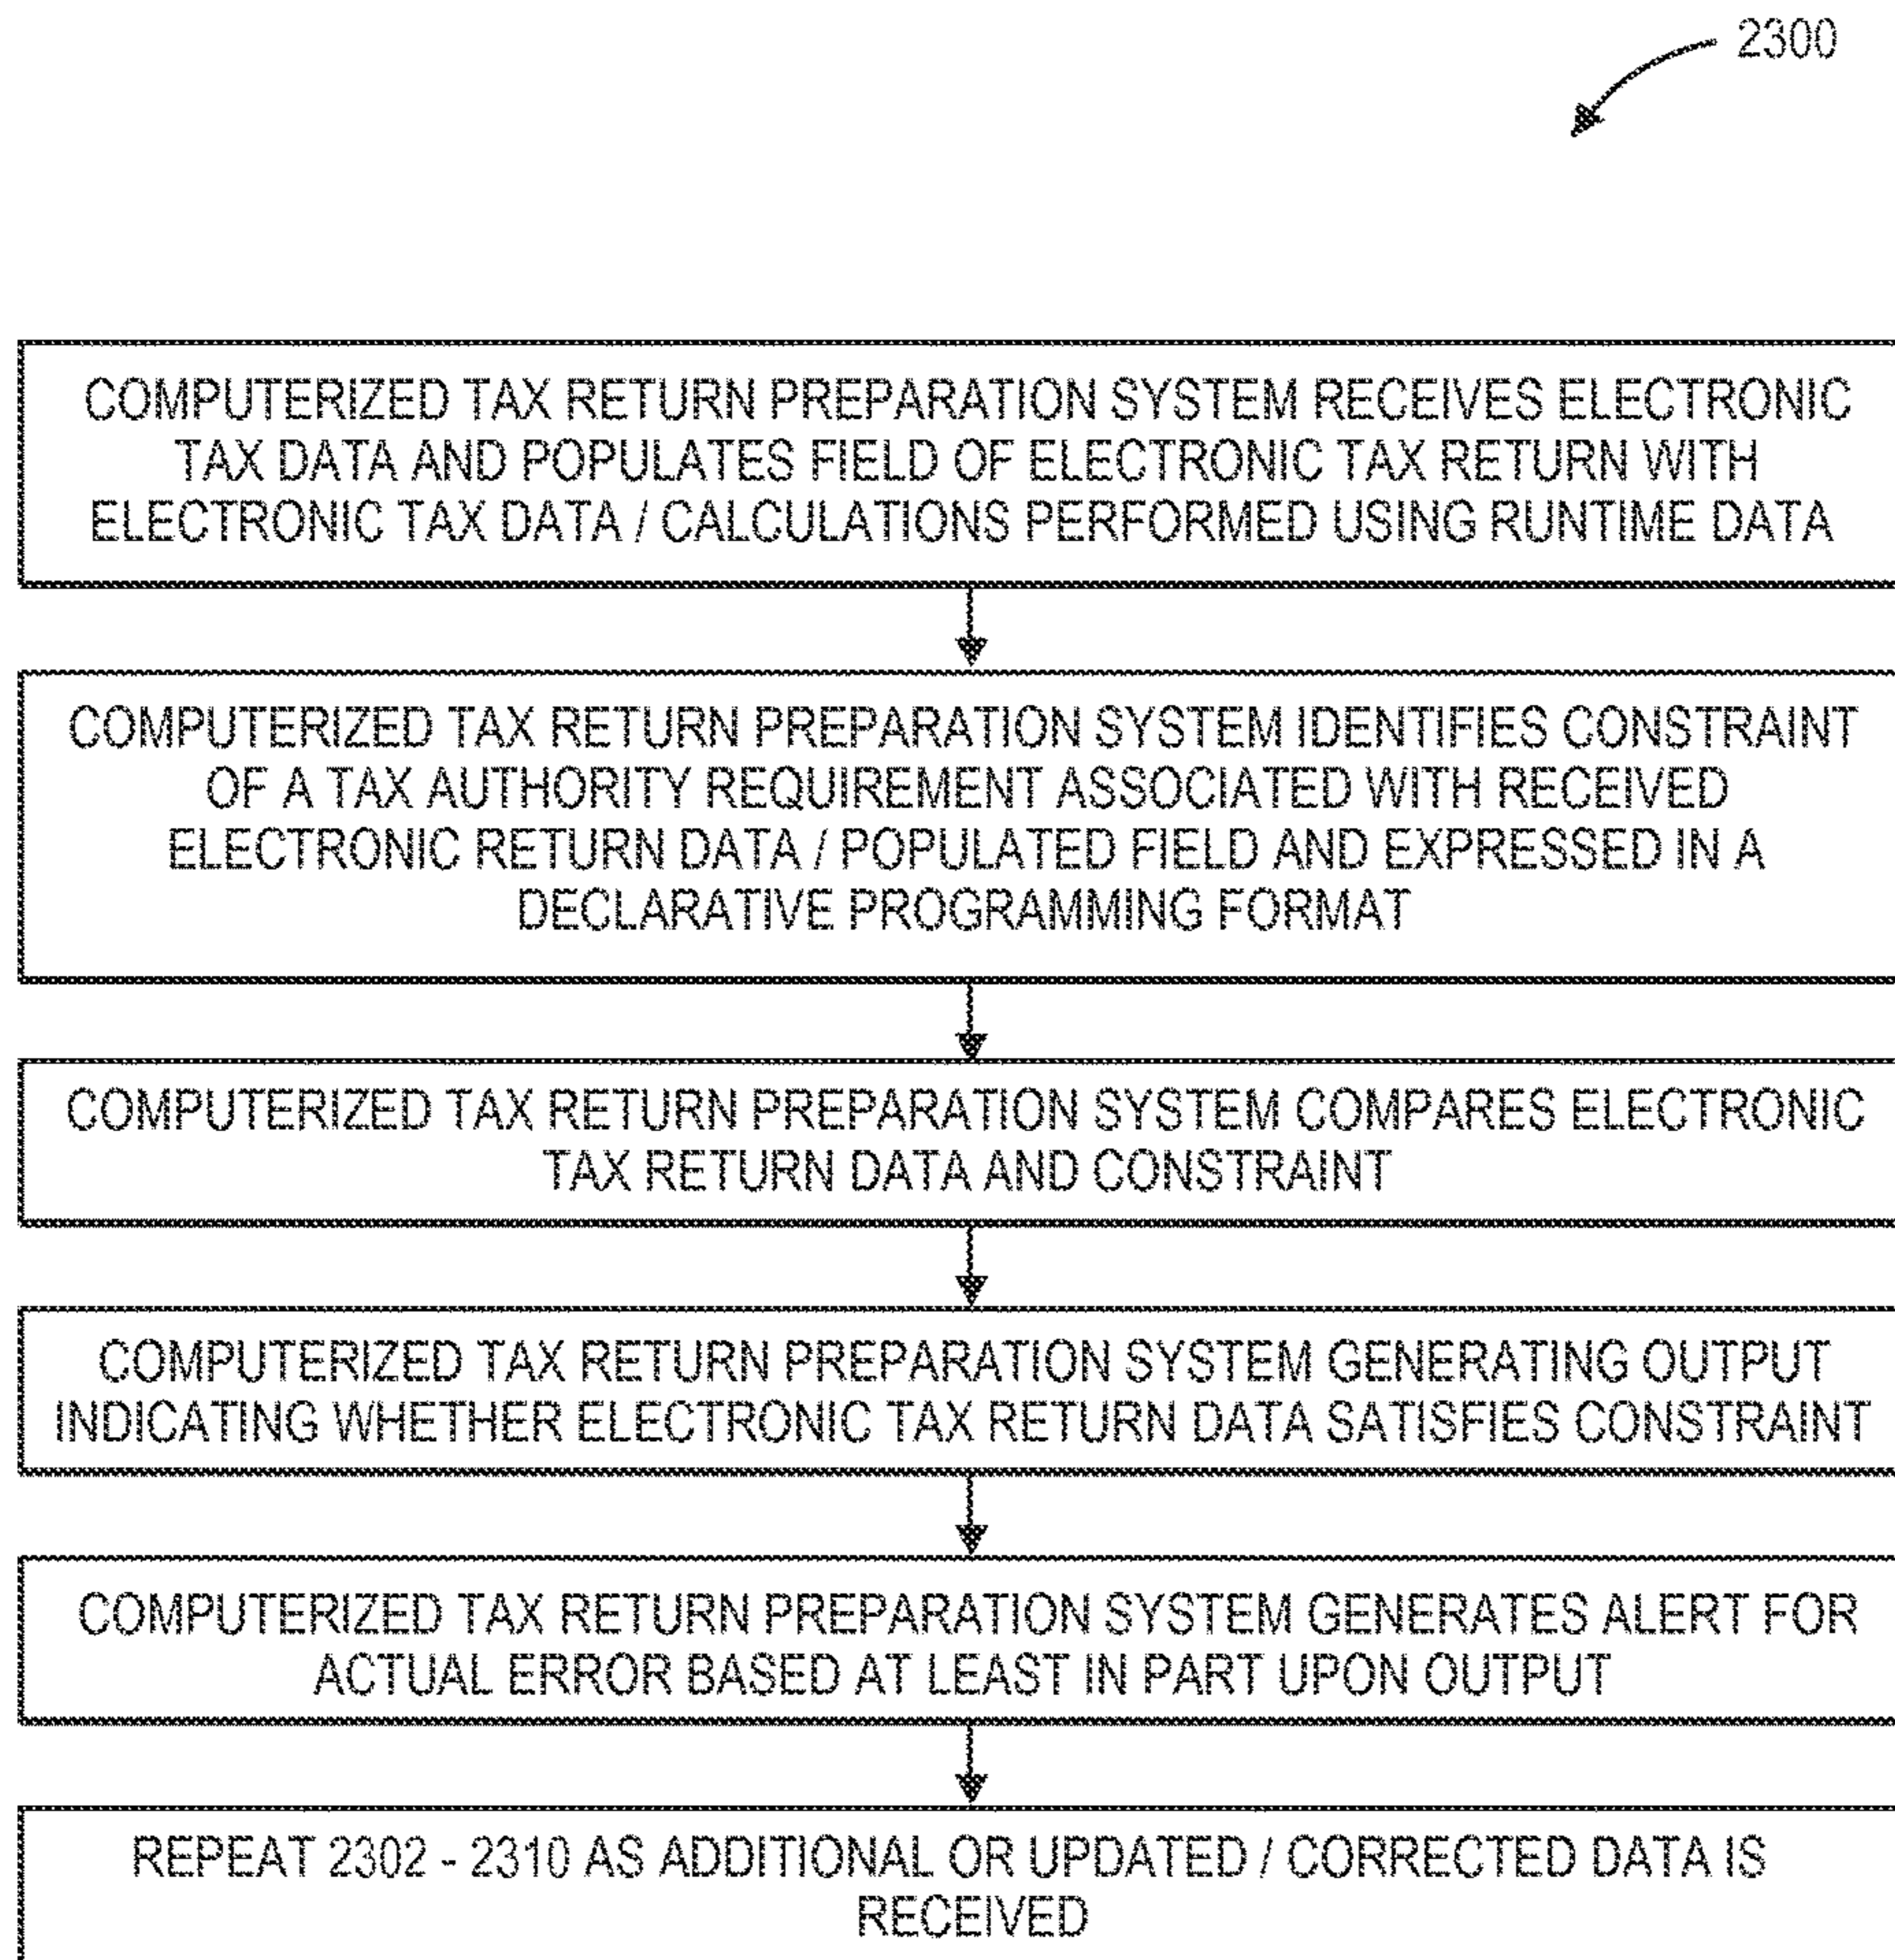 2300
COMPUTERIZED TAX RETURN PREPARATION SYSTEM RECEIVES ELECTRONIC
TAX DATA AND POPULATES FIELD OF ELECTRONIC TAX RETURN WITH
ELECTRONIC TAX DATA / CALCULATIONS PERFORMED USING RUNTIME DATA
COMPUTERIZED TAX RETURN PREPARATION SYSTEM IDENTIFIES CONSTRAINT
OF A TAX AUTHORITY REQUIREMENT ASSOCIATED WITH RECEIVED
ELECTRONIC RETURN DATA / POPULATED FIELD AND EXPRESSED IN A
DECLARATIVE PROGRAMMING FORMAT
COMPUTERIZED TAX RETURN PREPARATION SYSTEM COMPARES ELECTRONIC
TAX RETURN DATA AND CONSTRAINT
COMPUTERIZED TAX RETURN PREPARATION SYSTEM GENERATING OUTPUT
INDICATING WHETHER ELECTRONIC TAX RETURN DATA SATISFIES CONSTRAINT
COMPUTERIZED TAX RETURN PREPARATION SYSTEM GENERATES ALERT FOR
ACTUAL ERROR BASED AT LEAST IN PART UPON OUTPUT
REPEAT 2302 - 2310 AS ADDITIONAL OR UPDATED / CORRECTED DATA IS
RECEIVED